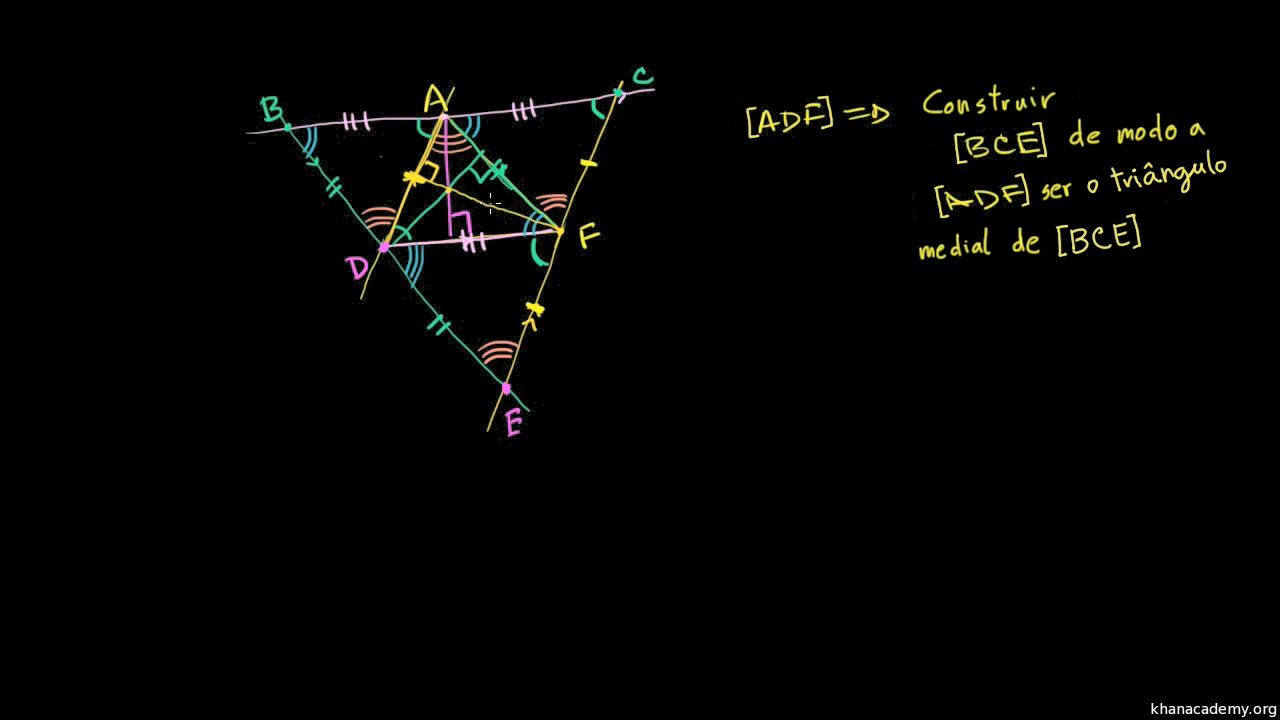 B
A
C
D
F
E
[ADF] => Construir
[BCE] de modo a
[ADF] ser o triângulo
medial de [BCE]
khanacademy.org